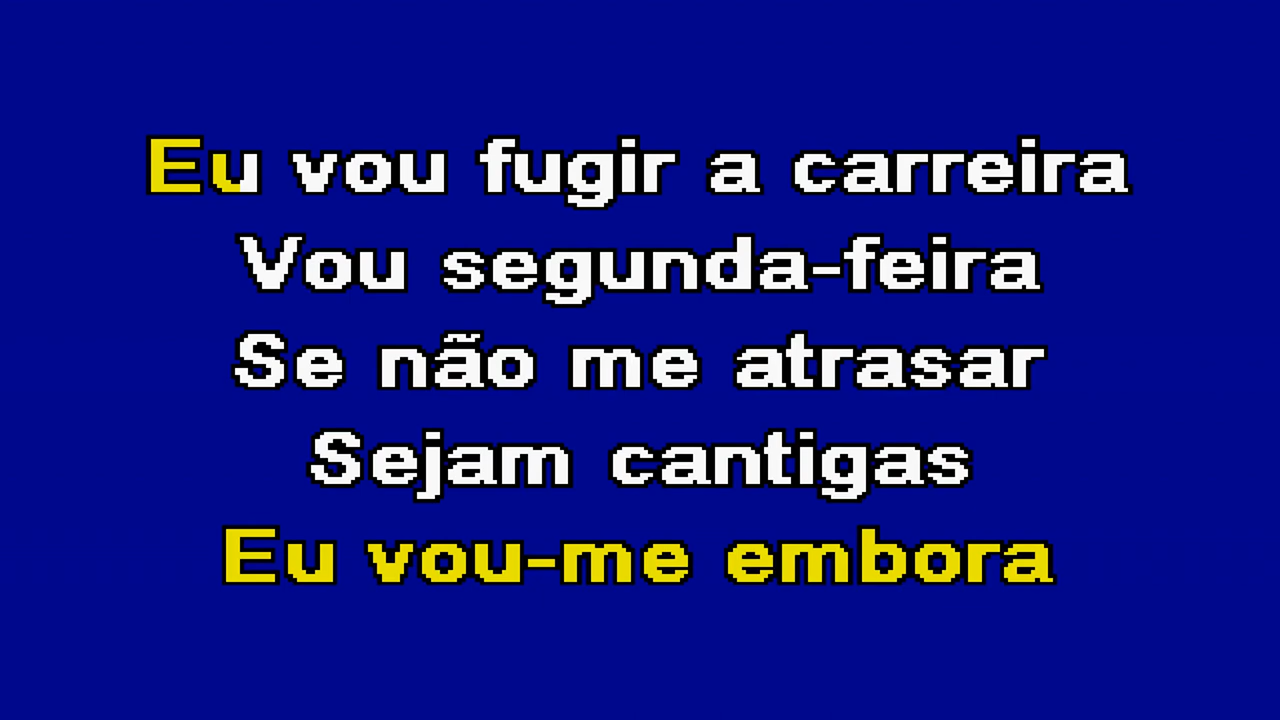 Eu vou fugir a carreira
Vou segunda-feira
Se não me atrasar
Sejam cantigas
Eu vou-me embora